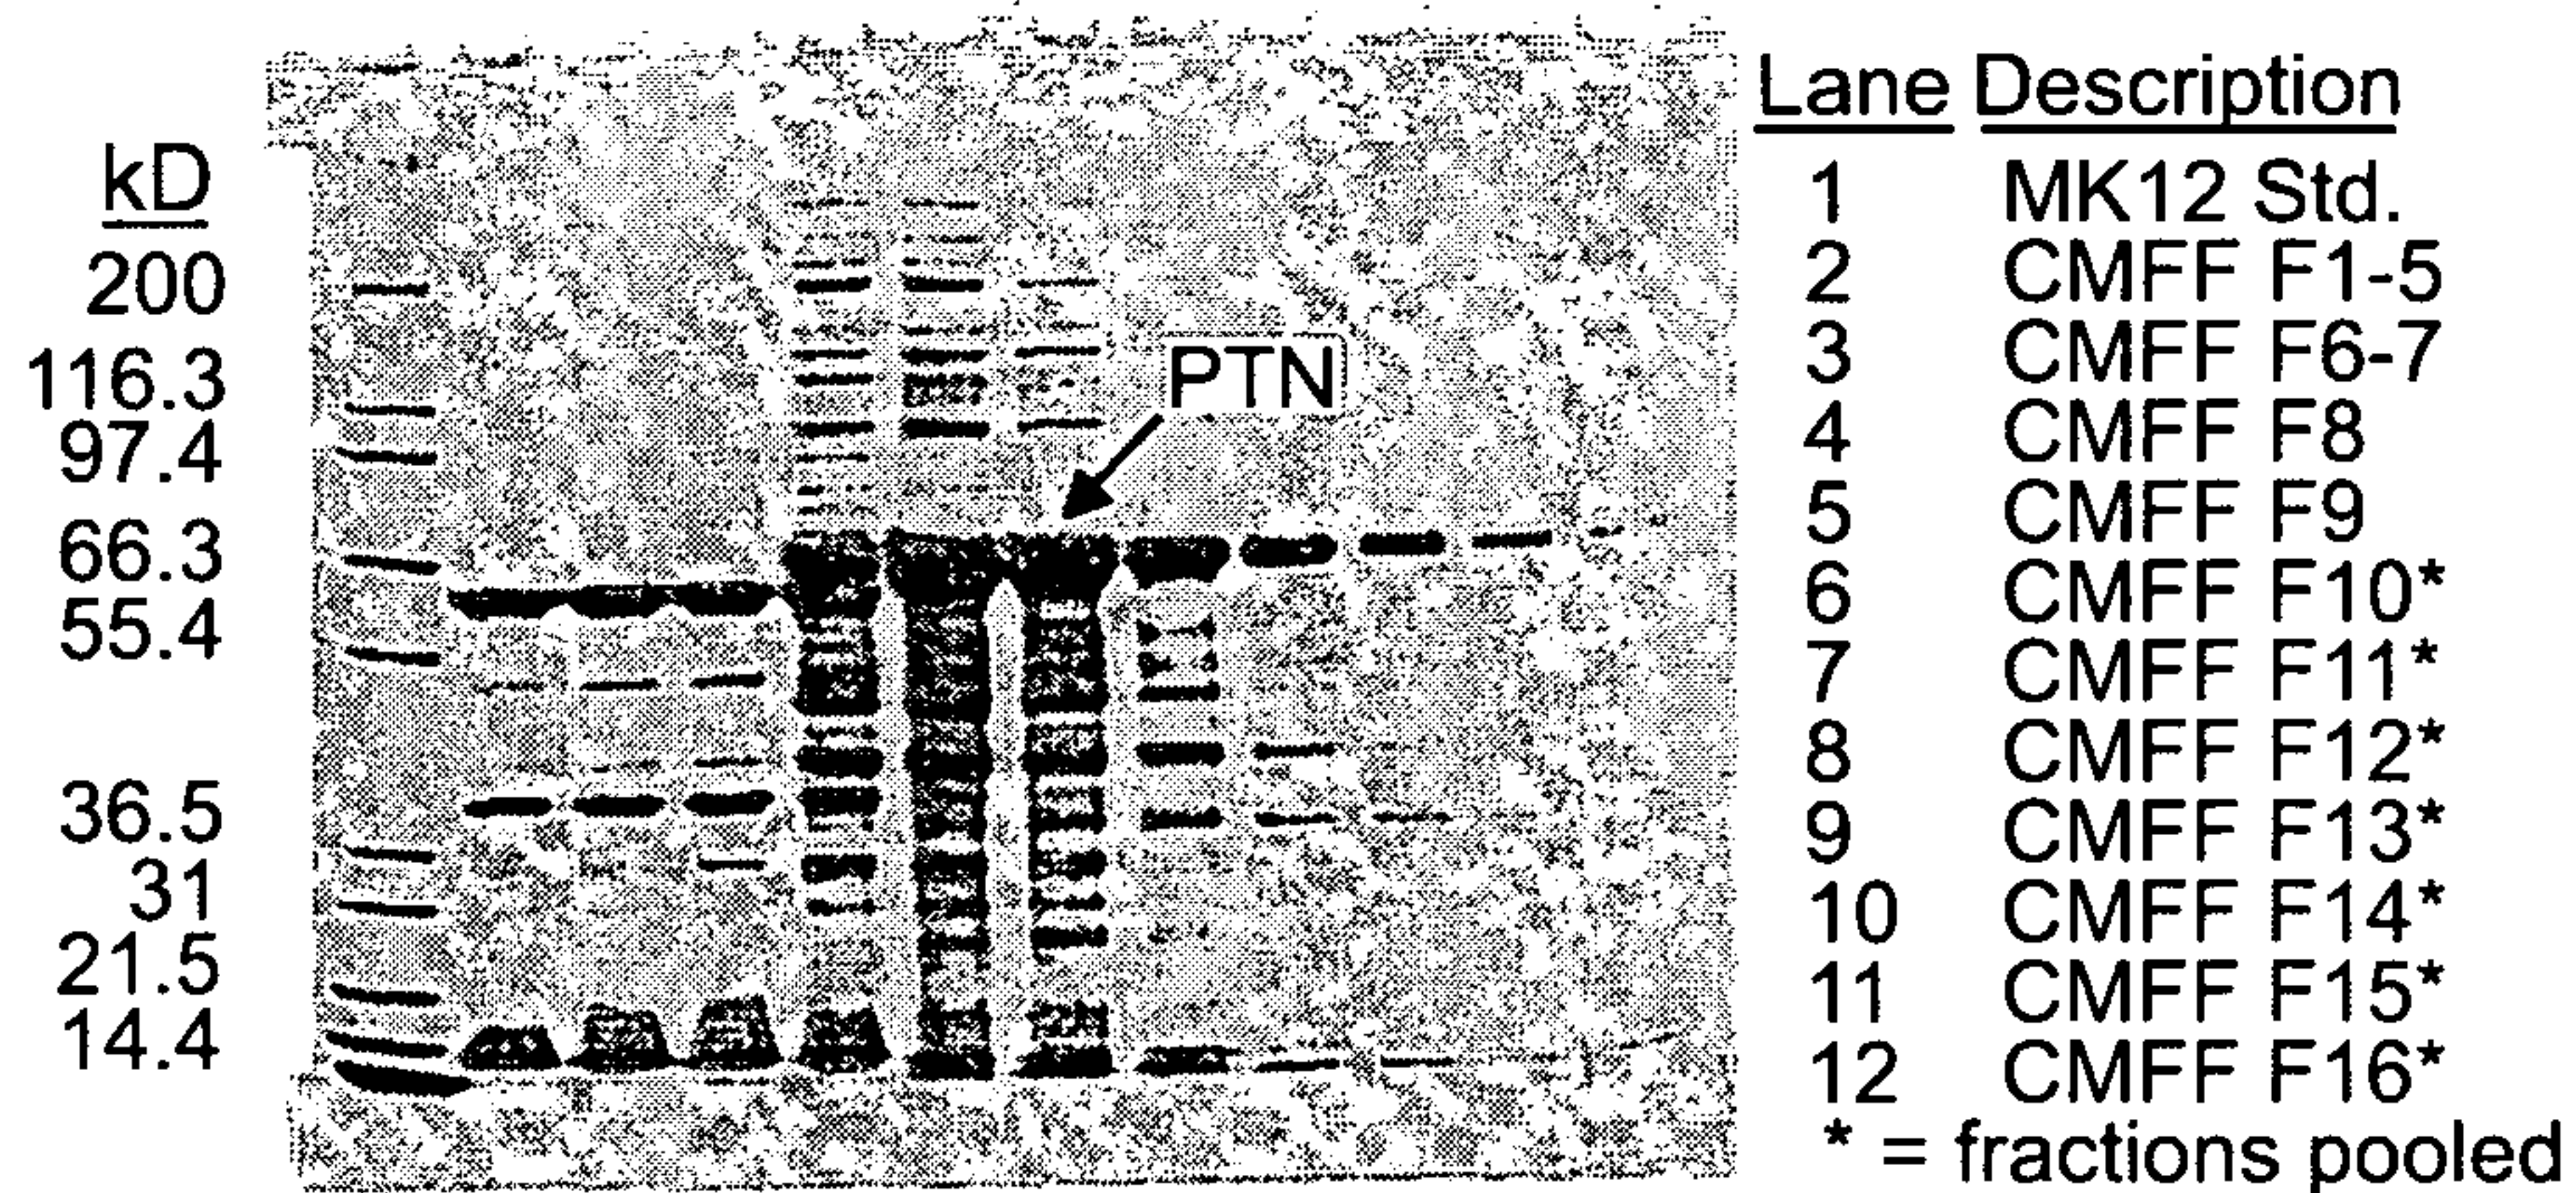 kD
200
116.3
97.4
66.3
55.4
36.5
31
21.5
14.4
PTN
Lane Description
1 MK12 Std.
2 CMFF F1-5
3 CMFF F6-7
4 CMFF F8
5 CMFF F9
6 CMFF F10*
7 CMFF F11*
8 CMFF F12*
9 CMFF F13*
10 CMFF F14*
11 CMFF F15*
12 CMFF F16*
* = fractions pooled